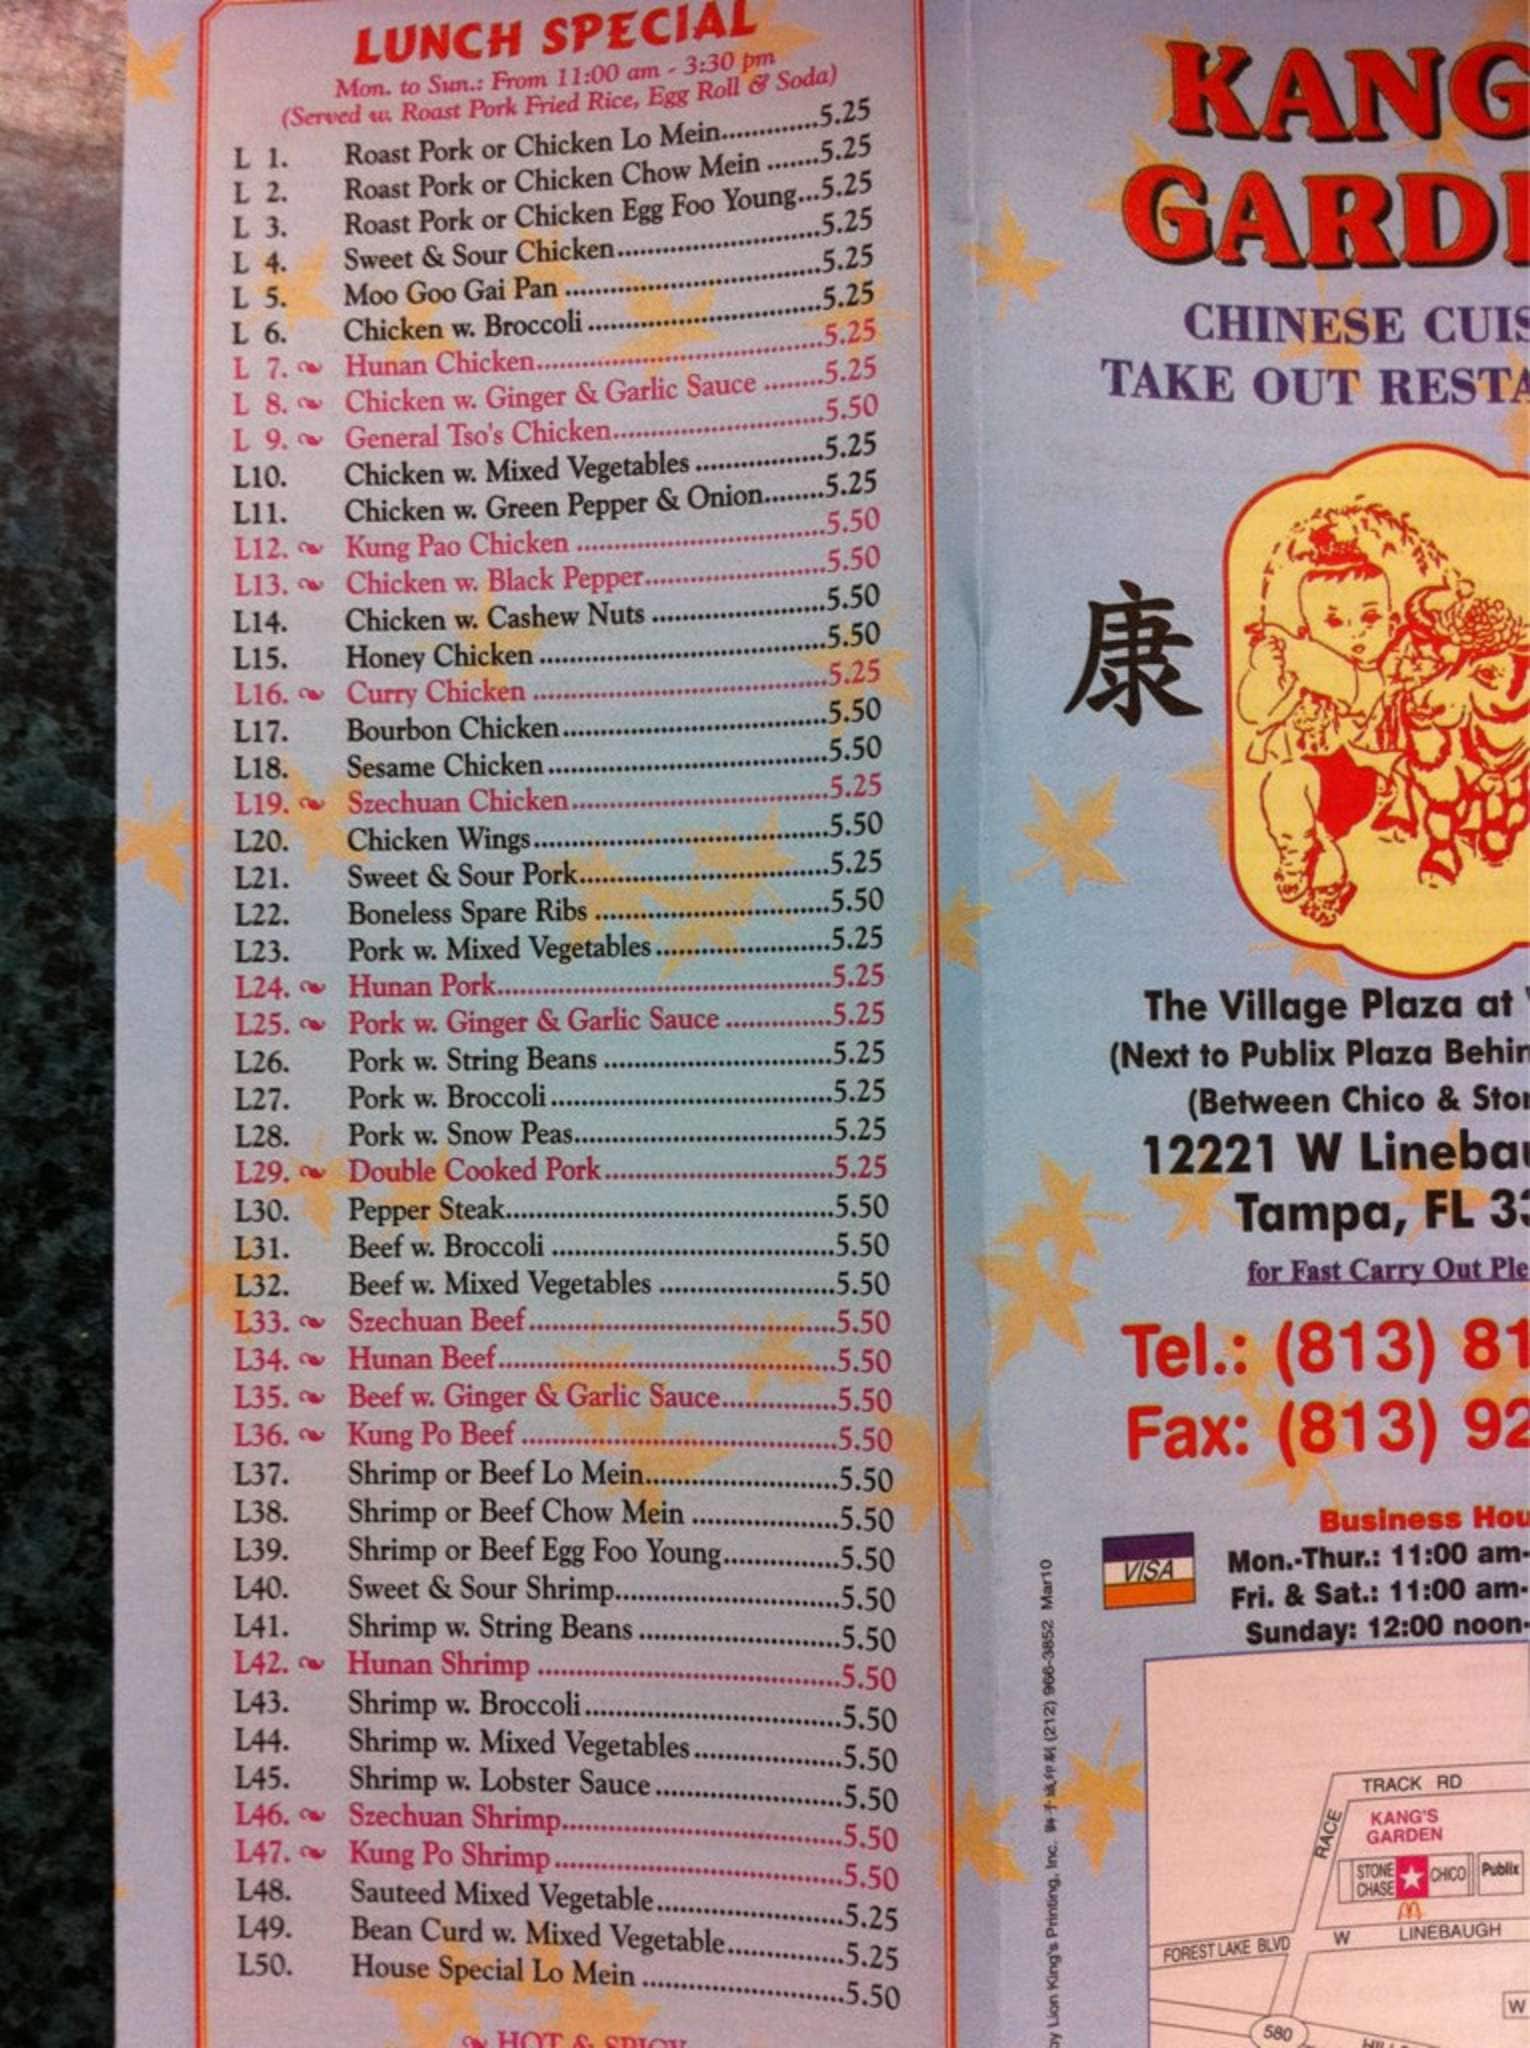 LUNCH SPECIAL
Mon. to Sun.: From 11:00 am - 3:30 pm
(Served w. Roast Pork Fried Rice, Egg Roll & Soda)
L 1. Roast Pork or Chicken Lo Mein.............5.25
L 2. Roast Pork or Chicken Chow Mein .......5.25
L 3. Roast Pork or Chicken Egg Foo Young...5.25
L 4. Sweet & Sour Chicken............................5.25
L 5. Moo Goo Gai Pan ...................................5.25
L 6. Chicken w. Broccoli ................................5.25
L 7. Hunan Chicken.......................................5.25
L 8. Chicken w. Ginger & Garlic Sauce ........5.25
L 9. General Tso's Chicken.............................5.50
L10. Chicken w. Mixed Vegetables .................5.25
L11. Chicken w. Green Pepper & Onion........5.25
L12. Kung Pao Chicken ..................................5.50
L13. Chicken w. Black Pepper.........................5.50
L14. Chicken w. Cashew Nuts ........................5.50
L15. Honey Chicken .......................................5.50
L16. Curry Chicken ........................................5.25
L17. Bourbon Chicken....................................5.50
L18. Sesame Chicken ......................................5.50
L19. Szechuan Chicken...................................5.25
L20. Chicken Wings........................................5.50
L21. Sweet & Sour Pork..................................5.25
L22. Boneless Spare Ribs ................................5.50
L23. Pork w. Mixed Vegetables ........................5.25
L24. Hunan Pork.............................................5.25
L25. Pork w. Ginger & Garlic Sauce ..............5.25
L26. Pork w. String Beans ...............................5.25
L27. Pork w. Broccoli ......................................5.25
L28. Pork w. Snow Peas...................................5.25
L29. Double Cooked Pork...............................5.25
L30. Pepper Steak............................................5.50
L31. Beef w. Broccoli ......................................5.50
L32. Beef w. Mixed Vegetables ........................5.50
L33. Szechuan Beef.........................................5.50
L34. Hunan Beef.............................................5.50
L35. Beef w. Ginger & Garlic Sauce...............5.50
L36. Kung Po Beef ..........................................5.50
L37. Shrimp or Beef Lo Mein.........................5.50
L38. Shrimp or Beef Chow Mein ...................5.50
L39. Shrimp or Beef Egg Foo Young...............5.50
L40. Sweet & Sour Shrimp.............................5.50
L41. Shrimp w. String Beans ..........................5.50
L42. Hunan Shrimp .......................................5.50
L43. Shrimp w. Broccoli .................................5.50
L44. Shrimp w. Mixed Vegetables ...................5.50
L45. Shrimp w. Lobster Sauce ........................5.50
L46. Szechuan Shrimp....................................5.50
L47. Kung Po Shrimp .....................................5.50
L48. Sauteed Mixed Vegetable.........................5.25
L49. Bean Curd w. Mixed Vegetable...............5.25
L50. House Special Lo Mein ..........................5.50
HOT & SPICY
KANG
GARD
CHINESE CUIS
TAKE OUT RESTA
康
The Village Plaza at
(Next to Publix Plaza Behin
(Between Chico & Sto
12221 W Lineba
Tampa, FL 33
for Fast Carry Out Ple
Tel.: (813) 81
Fax: (813) 92
Business Hou
VISA
Mon.-Thur.: 11:00 am-
Fri. & Sat.: 11:00 am-
Sunday: 12:00 noon-
by Lion King's Printing, Inc. (212) 966-3852 Mar10
RACE
TRACK RD
KANG'S
GARDEN
STONE
CHASE
CHICO
Publix
FOREST LAKE BLVD
W LINEBAUGH
W
580